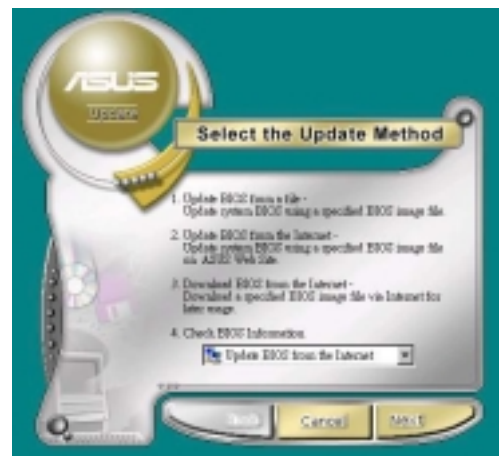 ASUS
Update
Select the Update Method
1. Update BIOS from a file -
Update system BIOS using a specified BIOS image file.
2. Update BIOS from the Internet -
Update system BIOS using a specified BIOS image file
on ASUS Web Site.
3. Download BIOS from the Internet -
Download a specified BIOS image file via Internet for
later usage.
4. Check BIOS Information
Update BIOS from the Internet
Cancel
Next